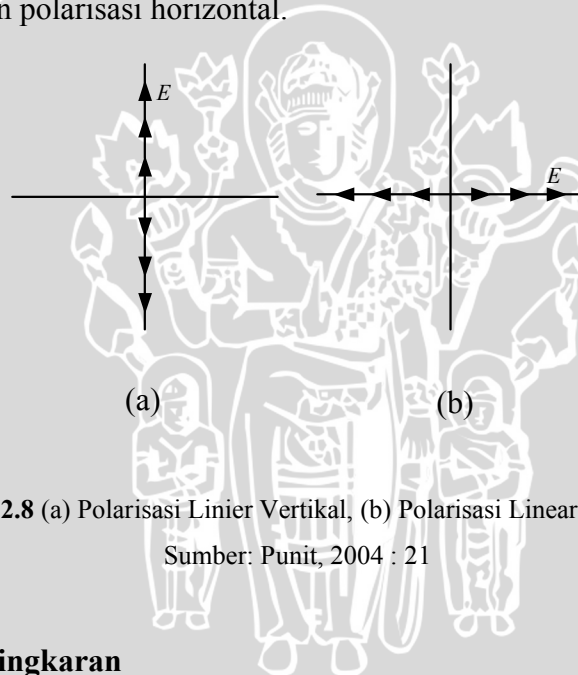 n polarisasi horizontal.
E
E
(a) (b)
2.8 (a) Polarisasi Linier Vertikal, (b) Polarisasi Linear
Sumber: Punit, 2004 : 21
ingkaran